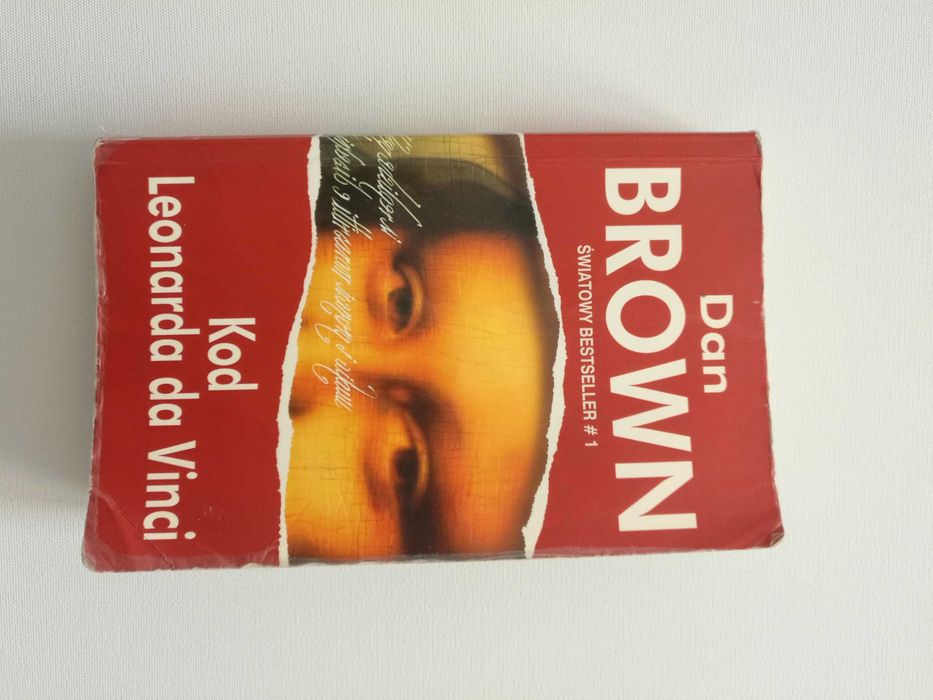 Dan
BROWN
ŚWIATOWY BESTSELLER # 1
Kod
Leonarda da Vinci